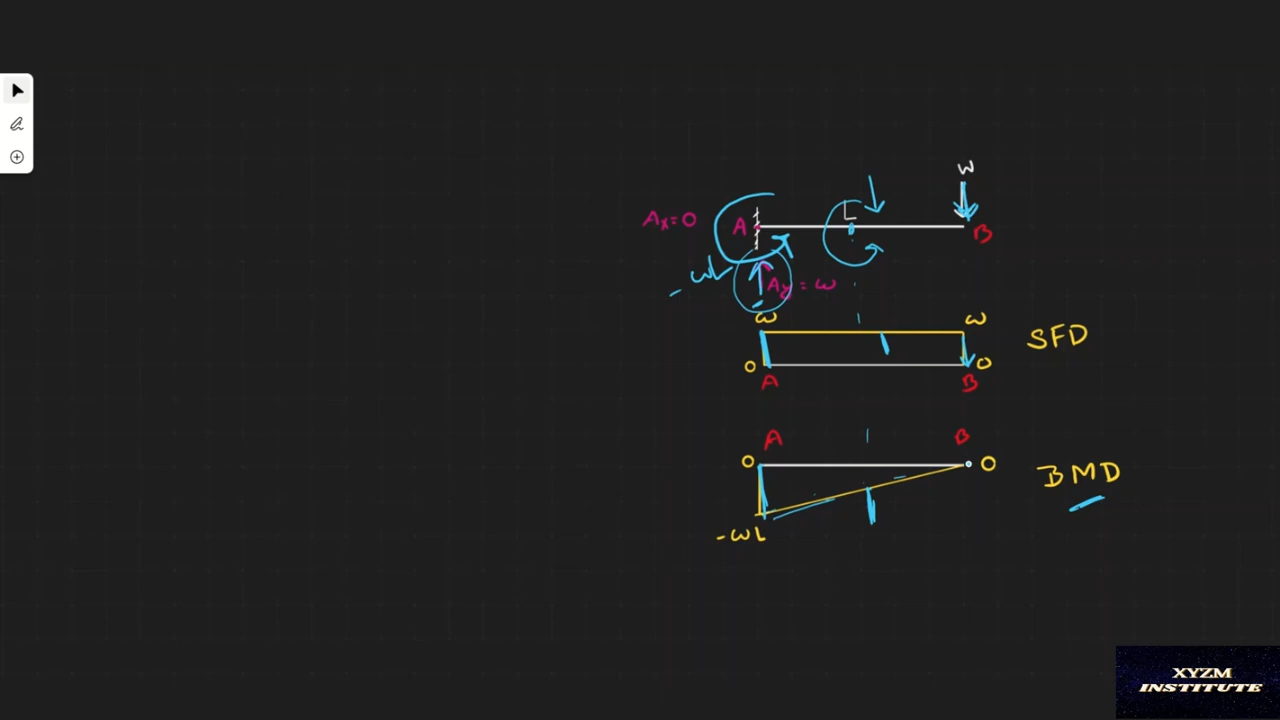 W
L
Ax=0 A B
-WL Ay=W
W W
SFD
0 0
A B
A B
0 0
BMD
-WL
XYZM
INSTITUTE